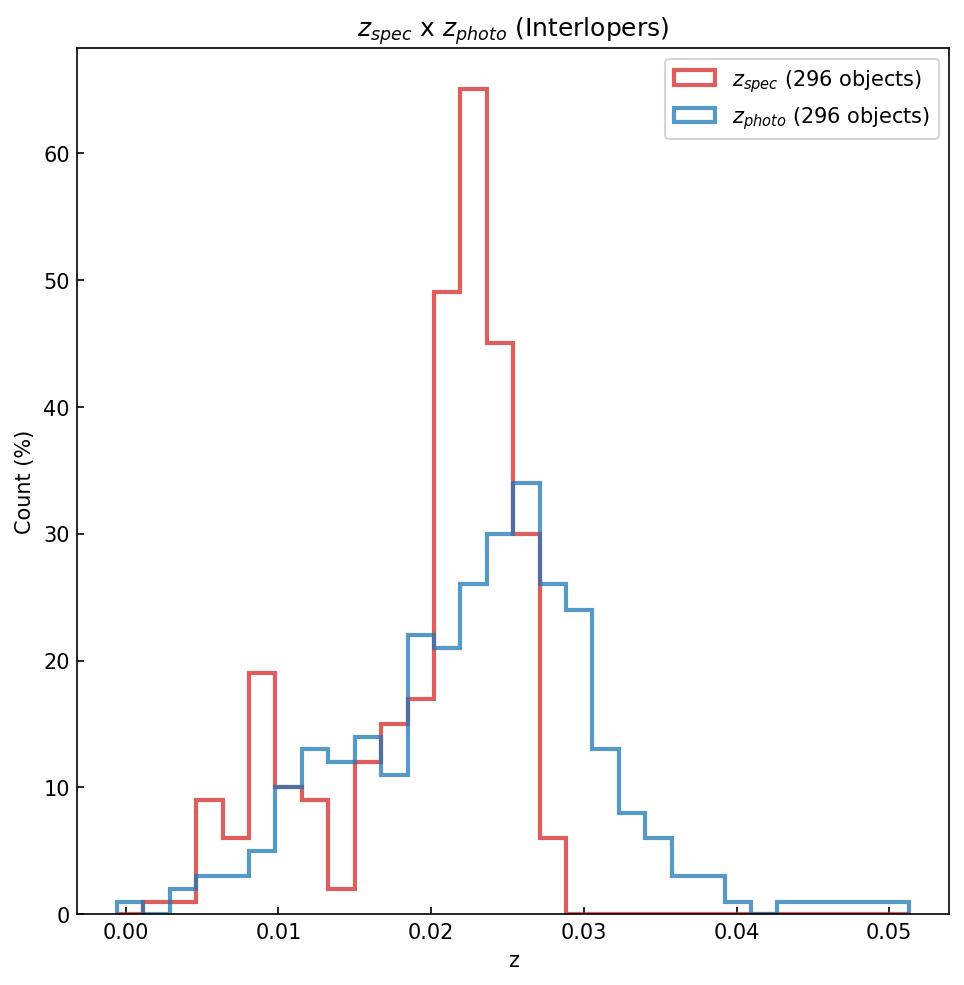 z_spec x z_photo (Interlopers)
z_spec (296 objects)
z_photo (296 objects)
Count (%)
60
50
40
30
20
10
0
0.00 0.01 0.02 0.03 0.04 0.05
z